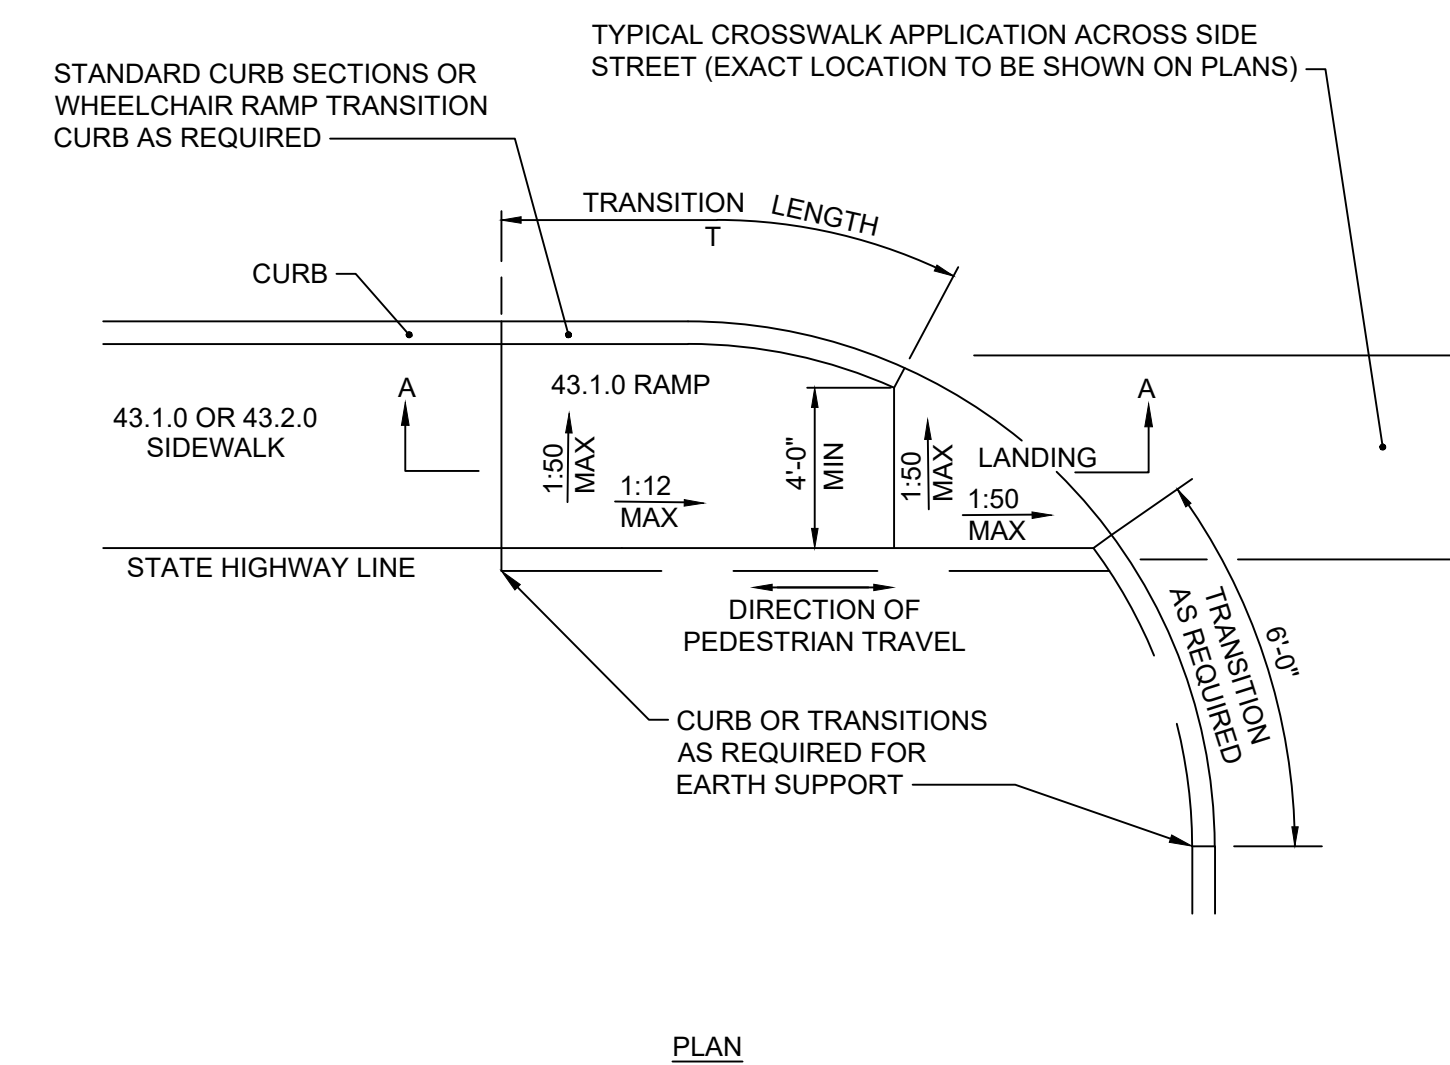 TYPICAL CROSSWALK APPLICATION ACROSS SIDE
STREET (EXACT LOCATION TO BE SHOWN ON PLANS)
STANDARD CURB SECTIONS OR
WHEELCHAIR RAMP TRANSITION
CURB AS REQUIRED
TRANSITION LENGTH
T
CURB
A
43.1.0 OR 43.2.0
SIDEWALK
43.1.0 RAMP
1:50
MAX
1:12
MAX
4'-0"
MIN
1:50
MAX
LANDING
1:50
MAX
A
STATE HIGHWAY LINE
DIRECTION OF
PEDESTRIAN TRAVEL
TRANSITION
AS REQUIRED
6'-0"
CURB OR TRANSITIONS
AS REQUIRED FOR
EARTH SUPPORT
PLAN